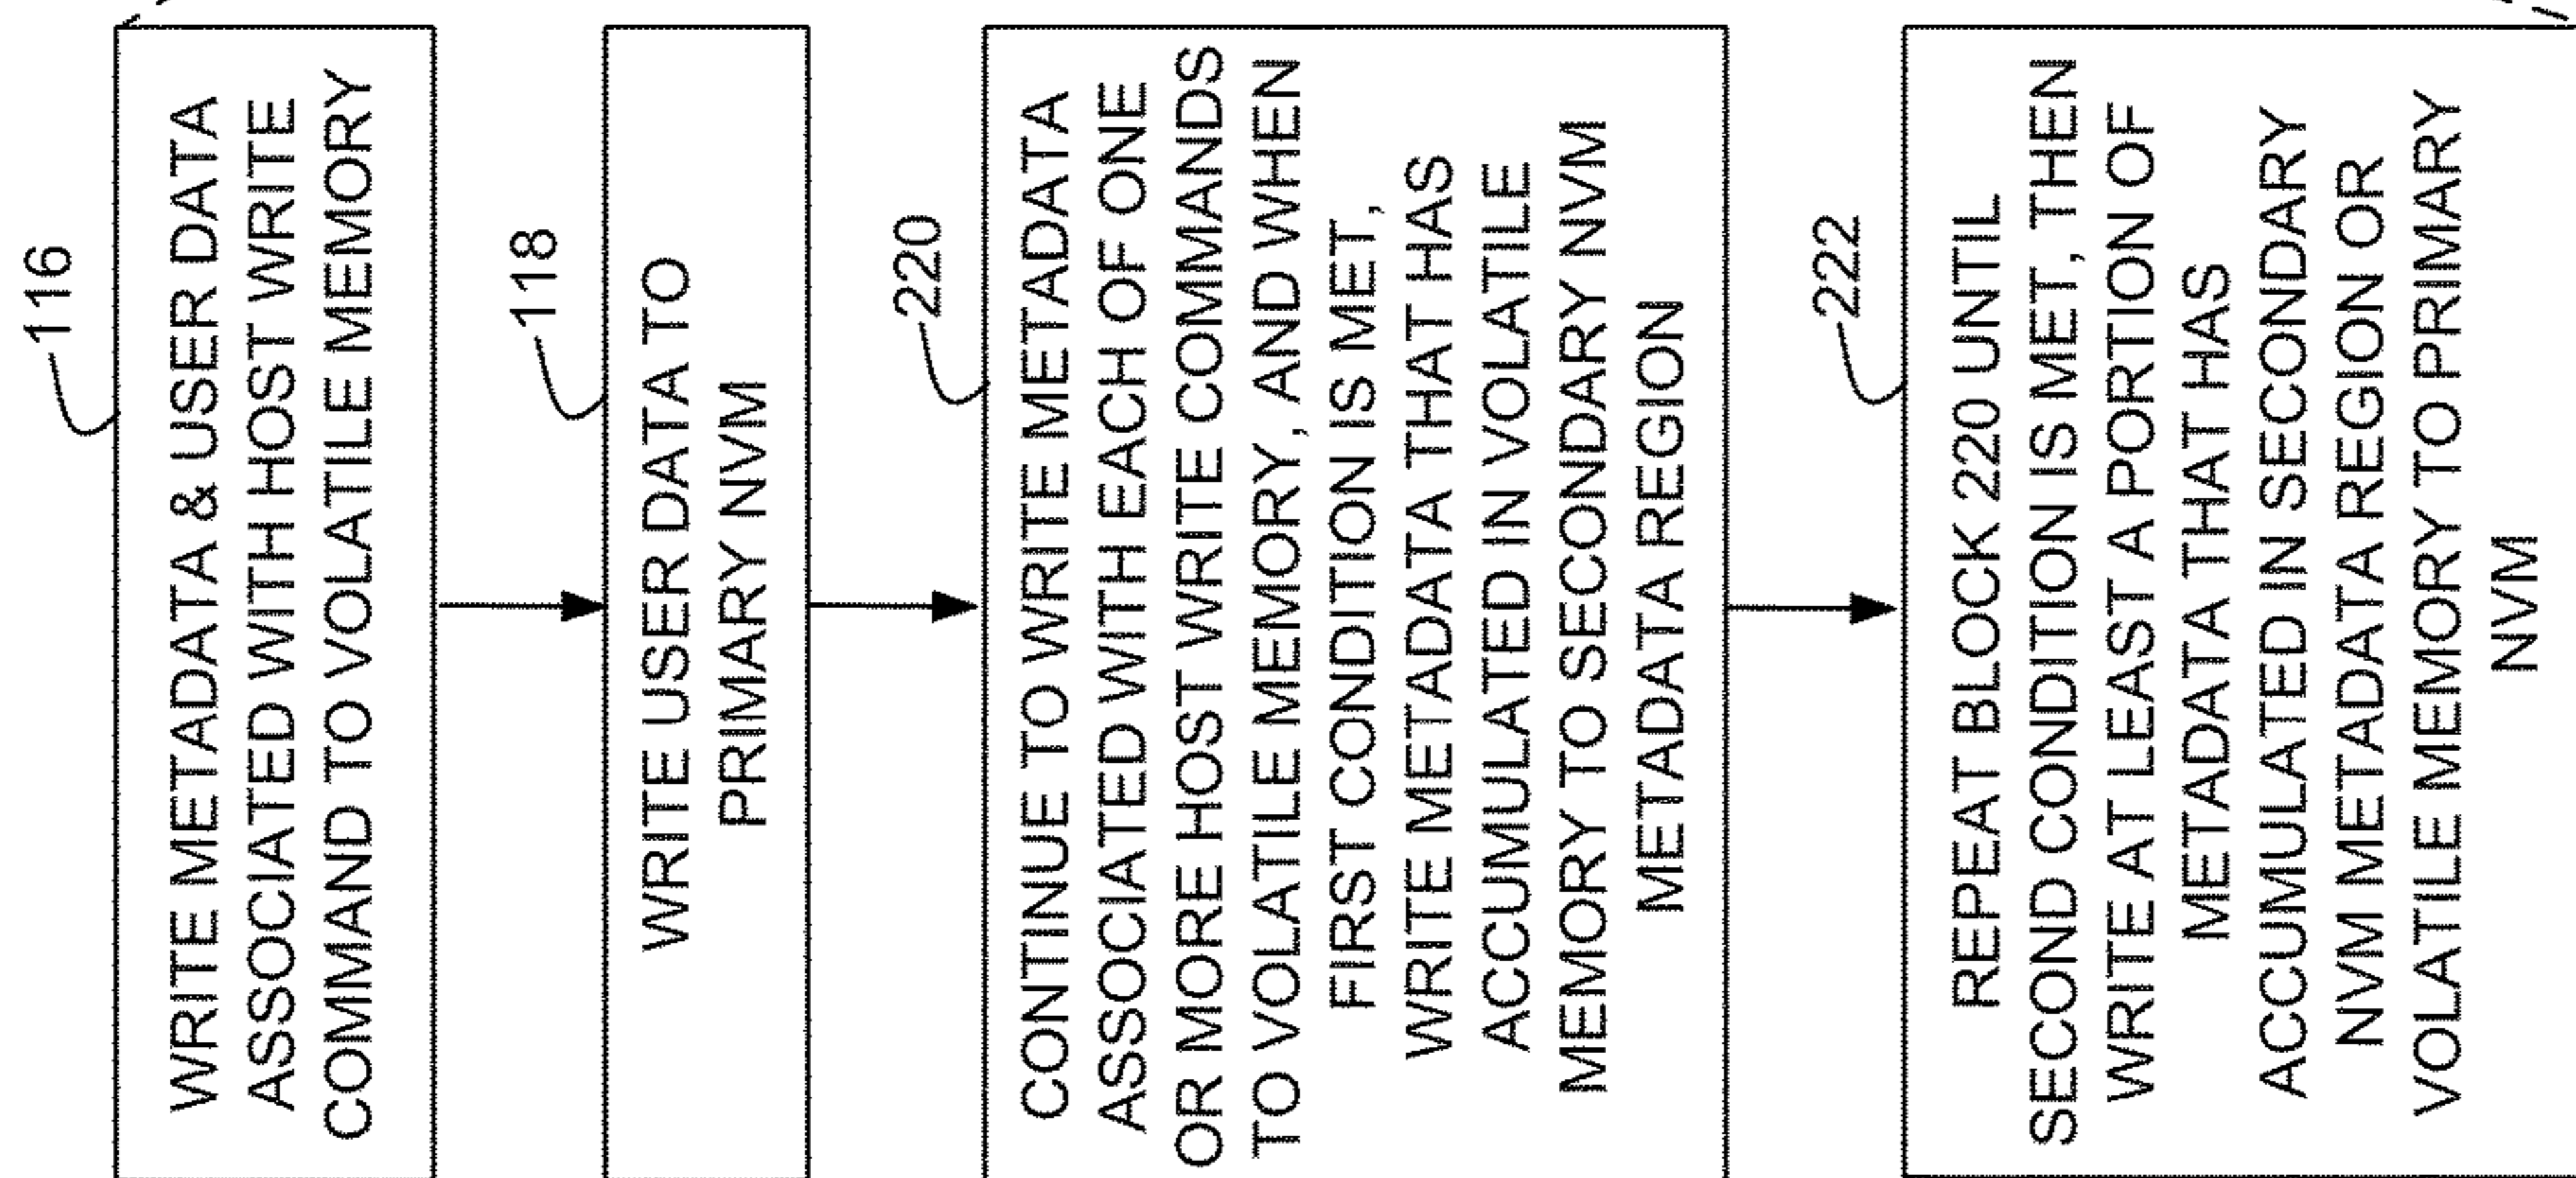 116
WRITE METADATA & USER DATA
ASSOCIATED WITH HOST WRITE
COMMAND TO VOLATILE MEMORY
118
WRITE USER DATA TO
PRIMARY NVM
220
CONTINUE TO WRITE METADATA
ASSOCIATED WITH EACH OF ONE
OR MORE HOST WRITE COMMANDS
TO VOLATILE MEMORY, AND WHEN
FIRST CONDITION IS MET,
WRITE METADATA THAT HAS
ACCUMULATED IN VOLATILE
MEMORY TO SECONDARY NVM
METADATA REGION
222
REPEAT BLOCK 220 UNTIL
SECOND CONDITION IS MET, THEN
WRITE AT LEAST A PORTION OF
METADATA THAT HAS
ACCUMULATED IN SECONDARY
NVM METADATA REGION OR
VOLATILE MEMORY TO PRIMARY
NVM